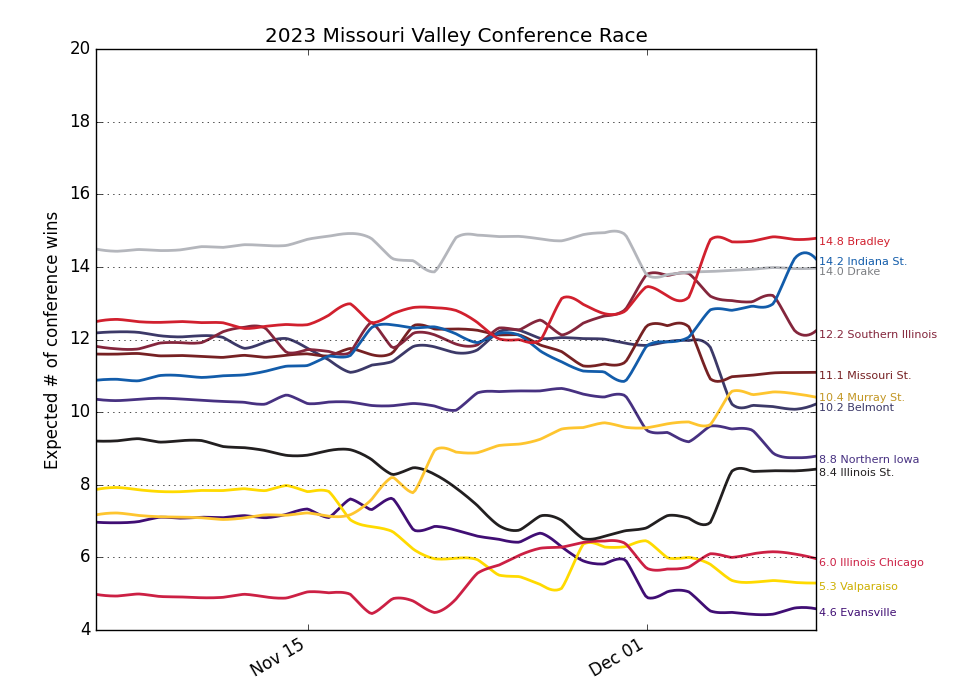 2023 Missouri Valley Conference Race
Expected # of conference wins
20
18
16
14
12
10
8
6
4
Nov 15
Dec 01
14.8 Bradley
14.2 Indiana St.
14.0 Drake
12.2 Southern Illinois
11.1 Missouri St.
10.4 Murray St.
10.2 Belmont
8.8 Northern Iowa
8.4 Illinois St.
6.0 Illinois Chicago
5.3 Valparaiso
4.6 Evansville